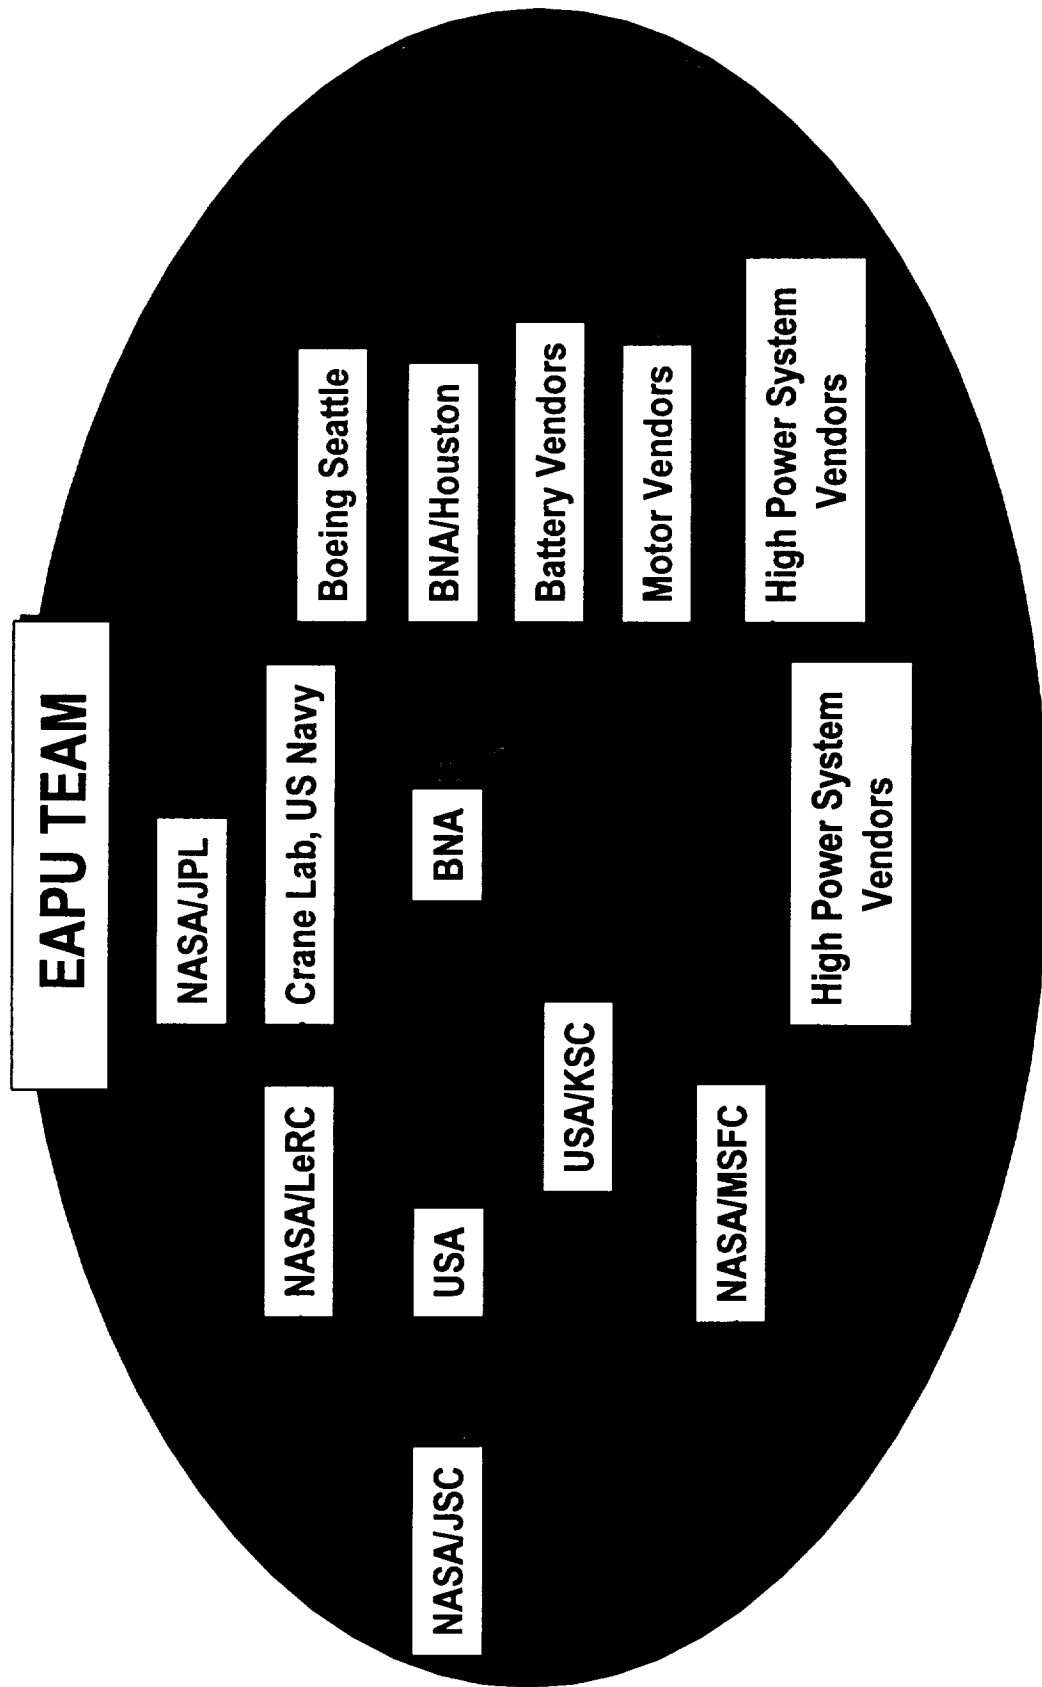 EAPU TEAM
NASA/JPL
NASA/LeRC
Crane Lab, US Navy
Boeing Seattle
NASA/JSC
USA
BNA
BNA/Houston
USA/KSC
Battery Vendors
Motor Vendors
NASA/MSFC
High Power System
Vendors
High Power System
Vendors